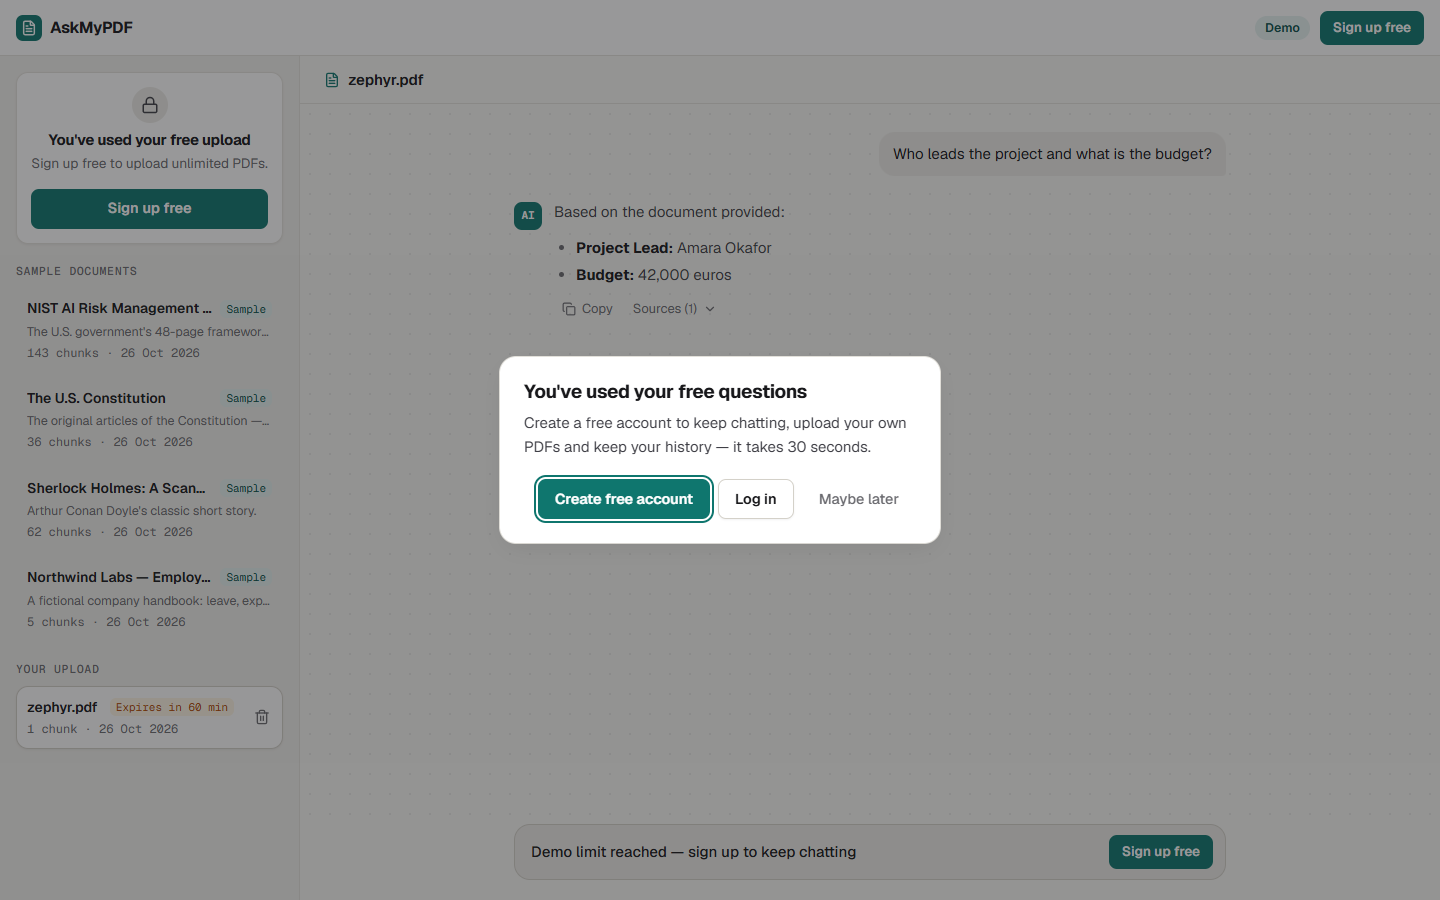 AskMyPDF
Demo
Sign up free
You've used your free upload
Sign up free to upload unlimited PDFs.
Sign up free
SAMPLE DOCUMENTS
NIST AI Risk Management ...
Sample
The U.S. government's 48-page framewor...
143 chunks · 26 Oct 2026
The U.S. Constitution
Sample
The original articles of the Constitution —...
36 chunks · 26 Oct 2026
Sherlock Holmes: A Scan...
Sample
Arthur Conan Doyle's classic short story.
62 chunks · 26 Oct 2026
Northwind Labs — Employ...
Sample
A fictional company handbook: leave, exp...
5 chunks · 26 Oct 2026
YOUR UPLOAD
zephyr.pdf
Expires in 60 min
1 chunk · 26 Oct 2026
zephyr.pdf
Who leads the project and what is the budget?
AI
Based on the document provided:
• Project Lead: Amara Okafor
• Budget: 42,000 euros
Copy
Sources (1)
You've used your free questions
Create a free account to keep chatting, upload your own
PDFs and keep your history — it takes 30 seconds.
Create free account
Log in
Maybe later
Demo limit reached — sign up to keep chatting
Sign up free